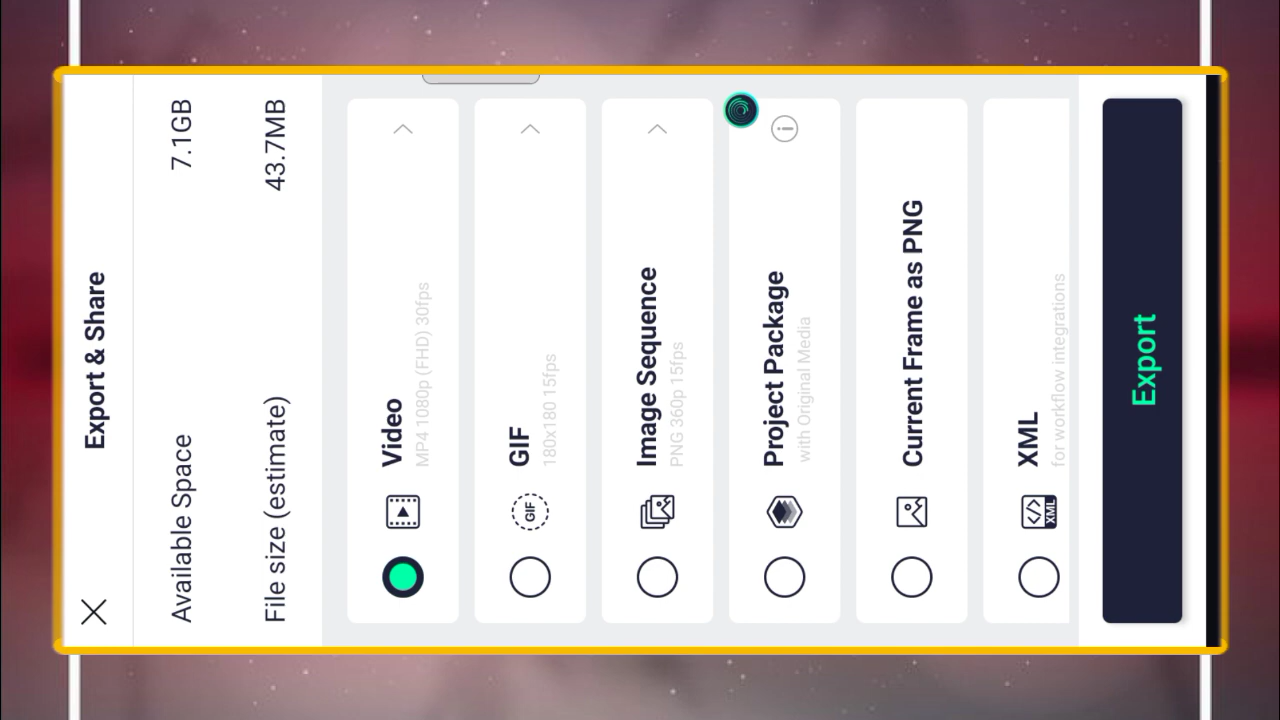 Export & Share
Available Space 7.1GB
File size (estimate) 43.7MB
Video
MP4 1080p (FHD) 30fps
GIF
GIF
180x180 15fps
Image Sequence
PNG 360p 15fps
Project Package
with Original Media
Current Frame as PNG
XML
XML
for workflow integrations
Export